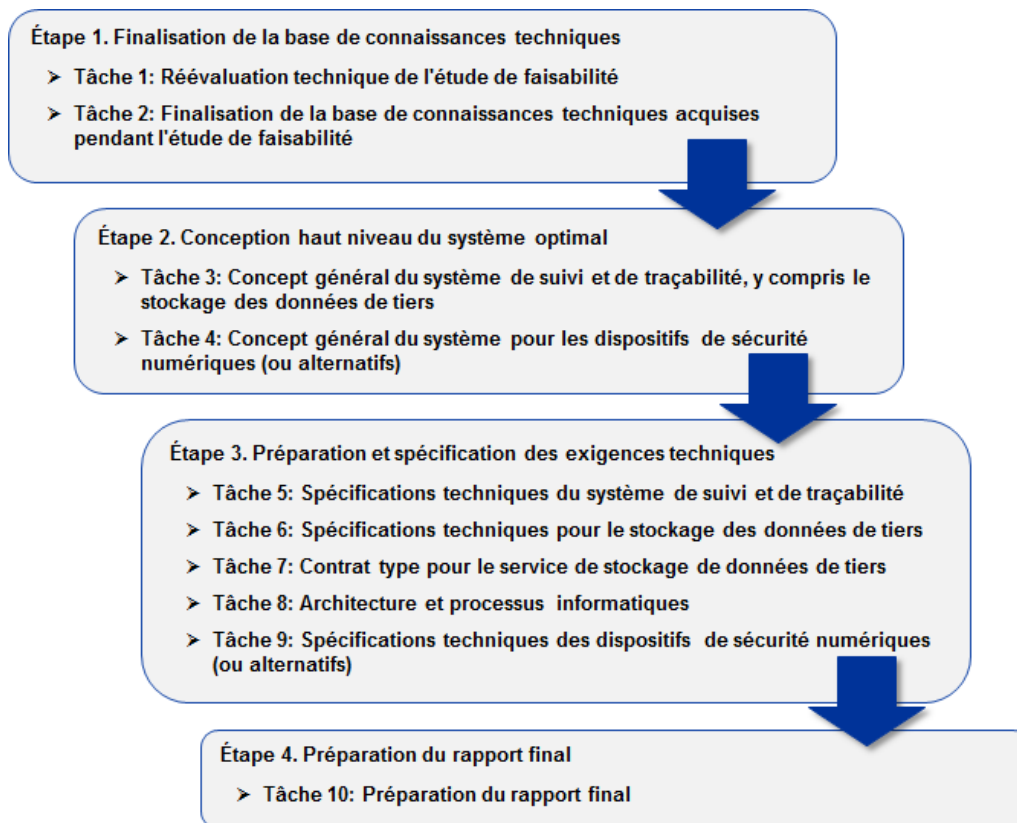 Étape 1. Finalisation de la base de connaissances techniques
➤ Tâche 1: Réévaluation technique de l'étude de faisabilité
➤ Tâche 2: Finalisation de la base de connaissances techniques acquises
pendant l'étude de faisabilité
Étape 2. Conception haut niveau du système optimal
➤ Tâche 3: Concept général du système de suivi et de traçabilité, y compris le
stockage des données de tiers
➤ Tâche 4: Concept général du système pour les dispositifs de sécurité
numériques (ou alternatifs)
Étape 3. Préparation et spécification des exigences techniques
➤ Tâche 5: Spécifications techniques du système de suivi et de traçabilité
➤ Tâche 6: Spécifications techniques pour le stockage des données de tiers
➤ Tâche 7: Contrat type pour le service de stockage de données de tiers
➤ Tâche 8: Architecture et processus informatiques
➤ Tâche 9: Spécifications techniques des dispositifs de sécurité numériques
(ou alternatifs)
Étape 4. Préparation du rapport final
➤ Tâche 10: Préparation du rapport final